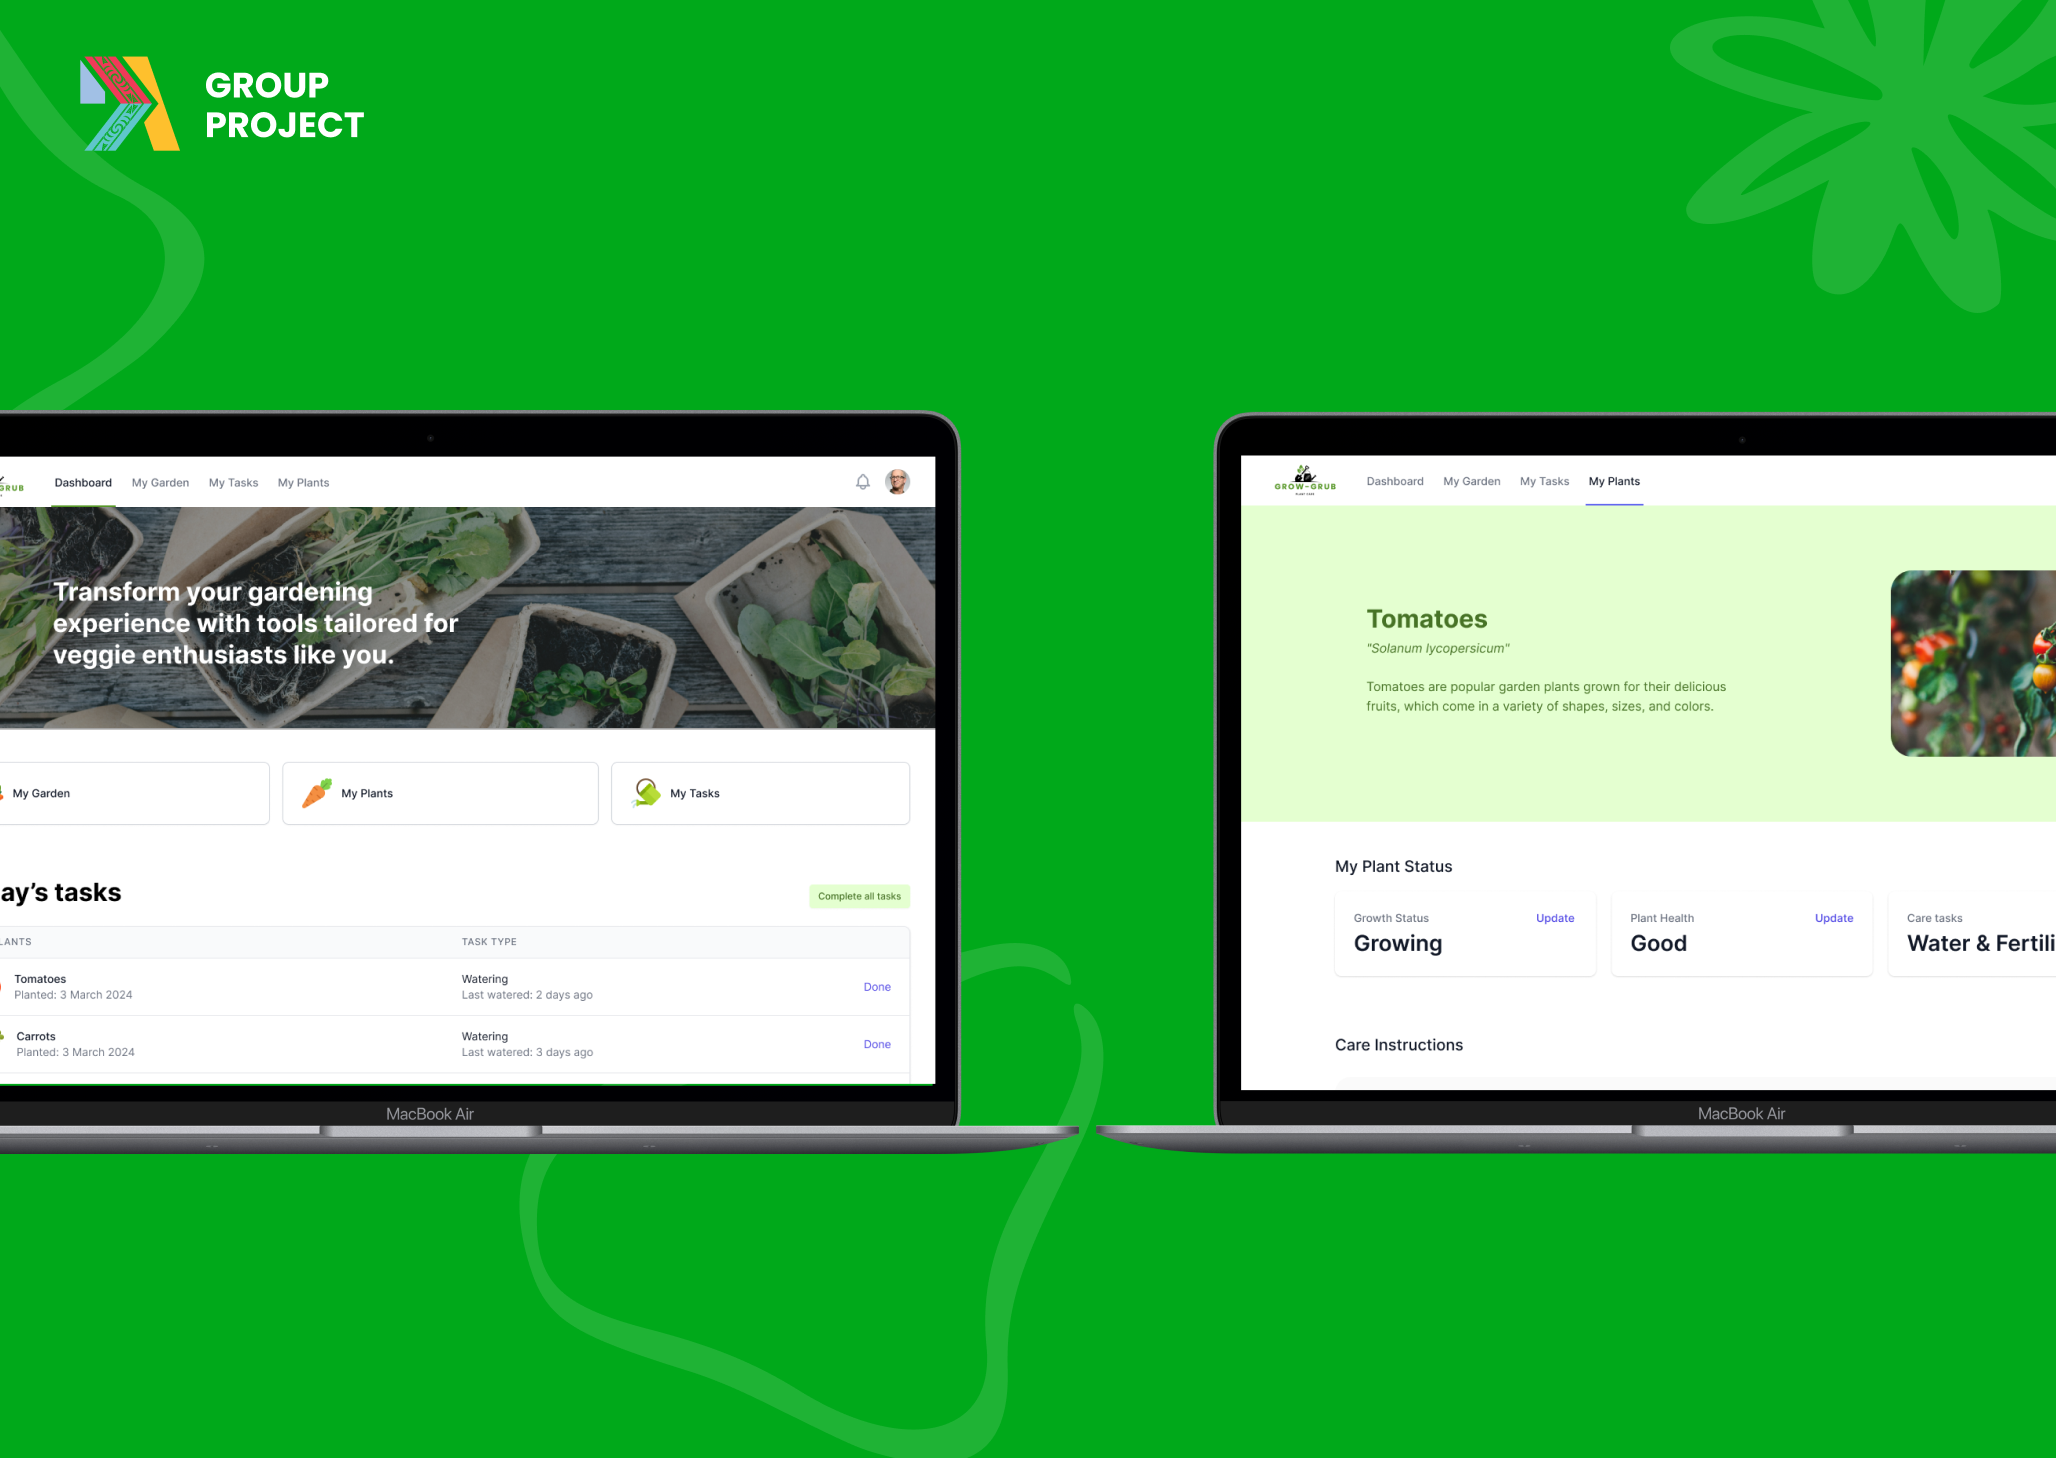 GROUP
PROJECT
GRUB
Dashboard My Garden My Tasks My Plants
Transform your gardening
experience with tools tailored for
veggie enthusiasts like you.
My Garden My Plants My Tasks
ay's tasks
Complete all tasks
LANTS TASK TYPE
Tomatoes Watering
Planted: 3 March 2024 Last watered: 2 days ago Done
Carrots Watering
Planted: 3 March 2024 Last watered: 3 days ago Done
MacBook Air
GROW-GRUB
PLANT CARE
Dashboard My Garden My Tasks My Plants
Tomatoes
"Solanum lycopersicum"
Tomatoes are popular garden plants grown for their delicious
fruits, which come in a variety of shapes, sizes, and colors.
My Plant Status
Growth Status Update Plant Health Update Care tasks
Growing Good Water & Fertili
Care Instructions
MacBook Air